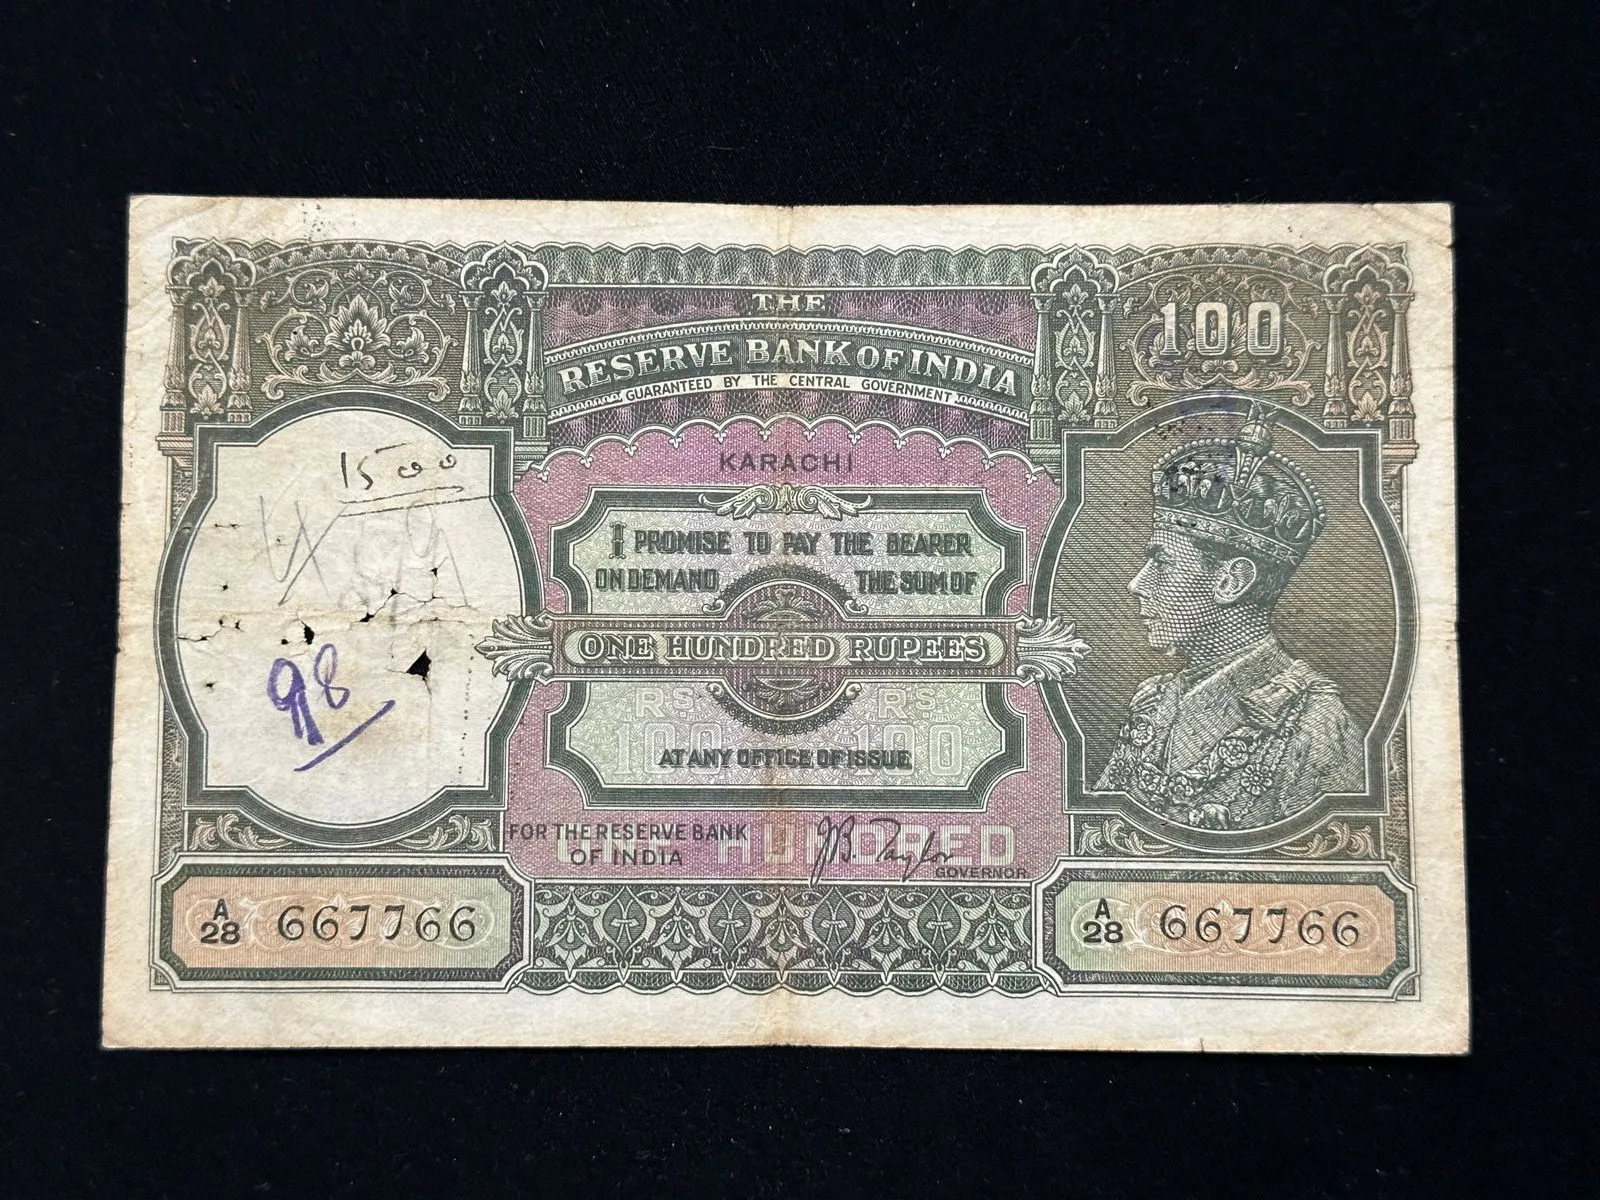 THE
100
RESERVE BANK OF INDIA
GUARANTEED BY THE CENTRAL GOVERNMENT
KARACHI
1500
I PROMISE TO PAY THE BEARER
ON DEMAND THE SUM OF
ONE HUNDRED RUPEES
98
RS RS
100 100
AT ANY OFFICE OF ISSUE
FOR THE RESERVE BANK
OF INDIA
ONE HUNDRED
J.B. Taylor
GOVERNOR
A
28 667766
A
28 667766